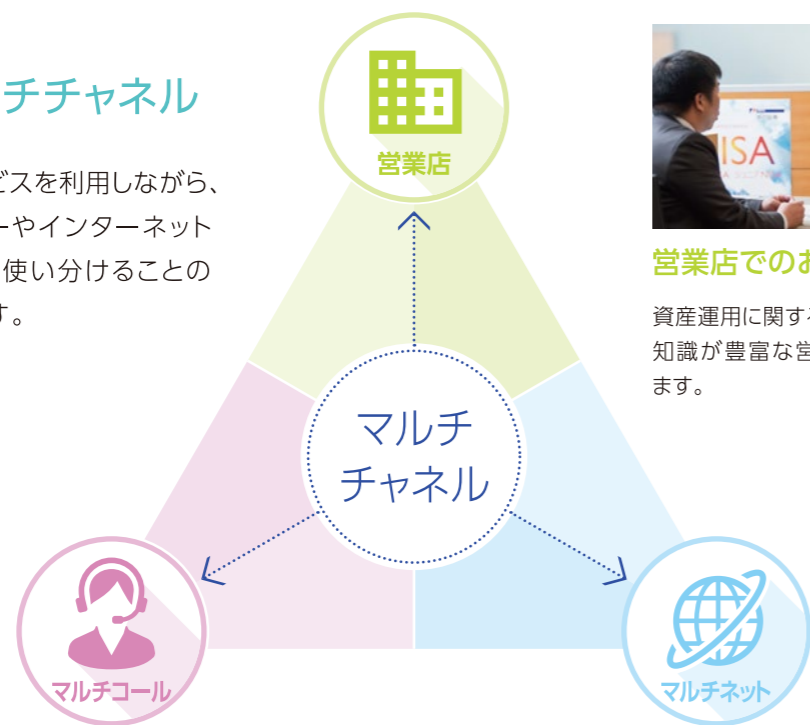 チチャネル
ビスを利用しながら、
ーやインターネット
使い分けることの
す。
営業店
マルチ
チャネル
マルチコール
マルチネット
ISA
営業店でのお
資産運用に関する
知識が豊富な営
ます。